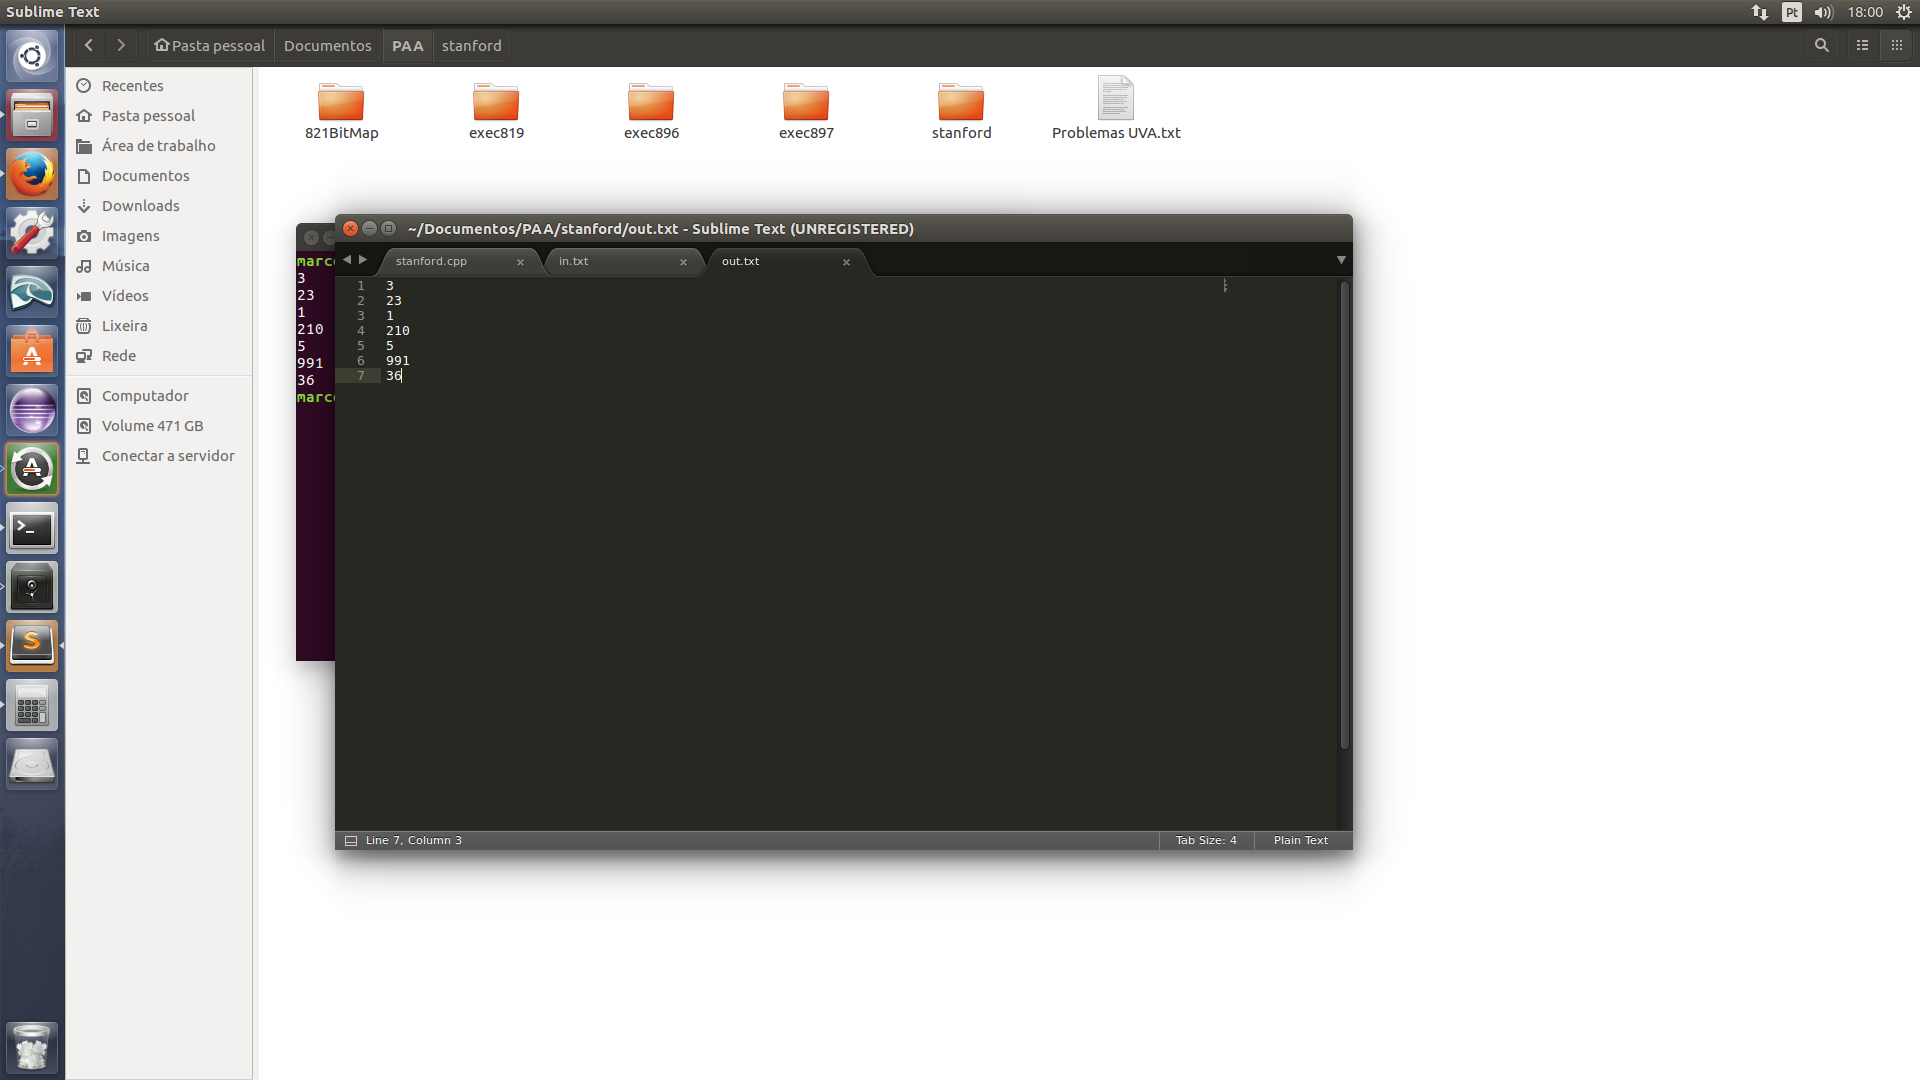 Sublime Text
Pt
18:00
Pasta pessoal
Documentos
PAA
stanford
Recentes
Pasta pessoal
Área de trabalho
Documentos
Downloads
Imagens
Música
Vídeos
Lixeira
Rede
Computador
Volume 471 GB
Conectar a servidor
821BitMap
exec819
exec896
exec897
stanford
Problemas UVA.txt
marc
3
23
1
210
5
991
36
marc
~/Documentos/PAA/stanford/out.txt - Sublime Text (UNREGISTERED)
stanford.cpp
in.txt
out.txt
1 3
2 23
3 1
4 210
5 5
6 991
7 36
Line 7, Column 3
Tab Size: 4
Plain Text